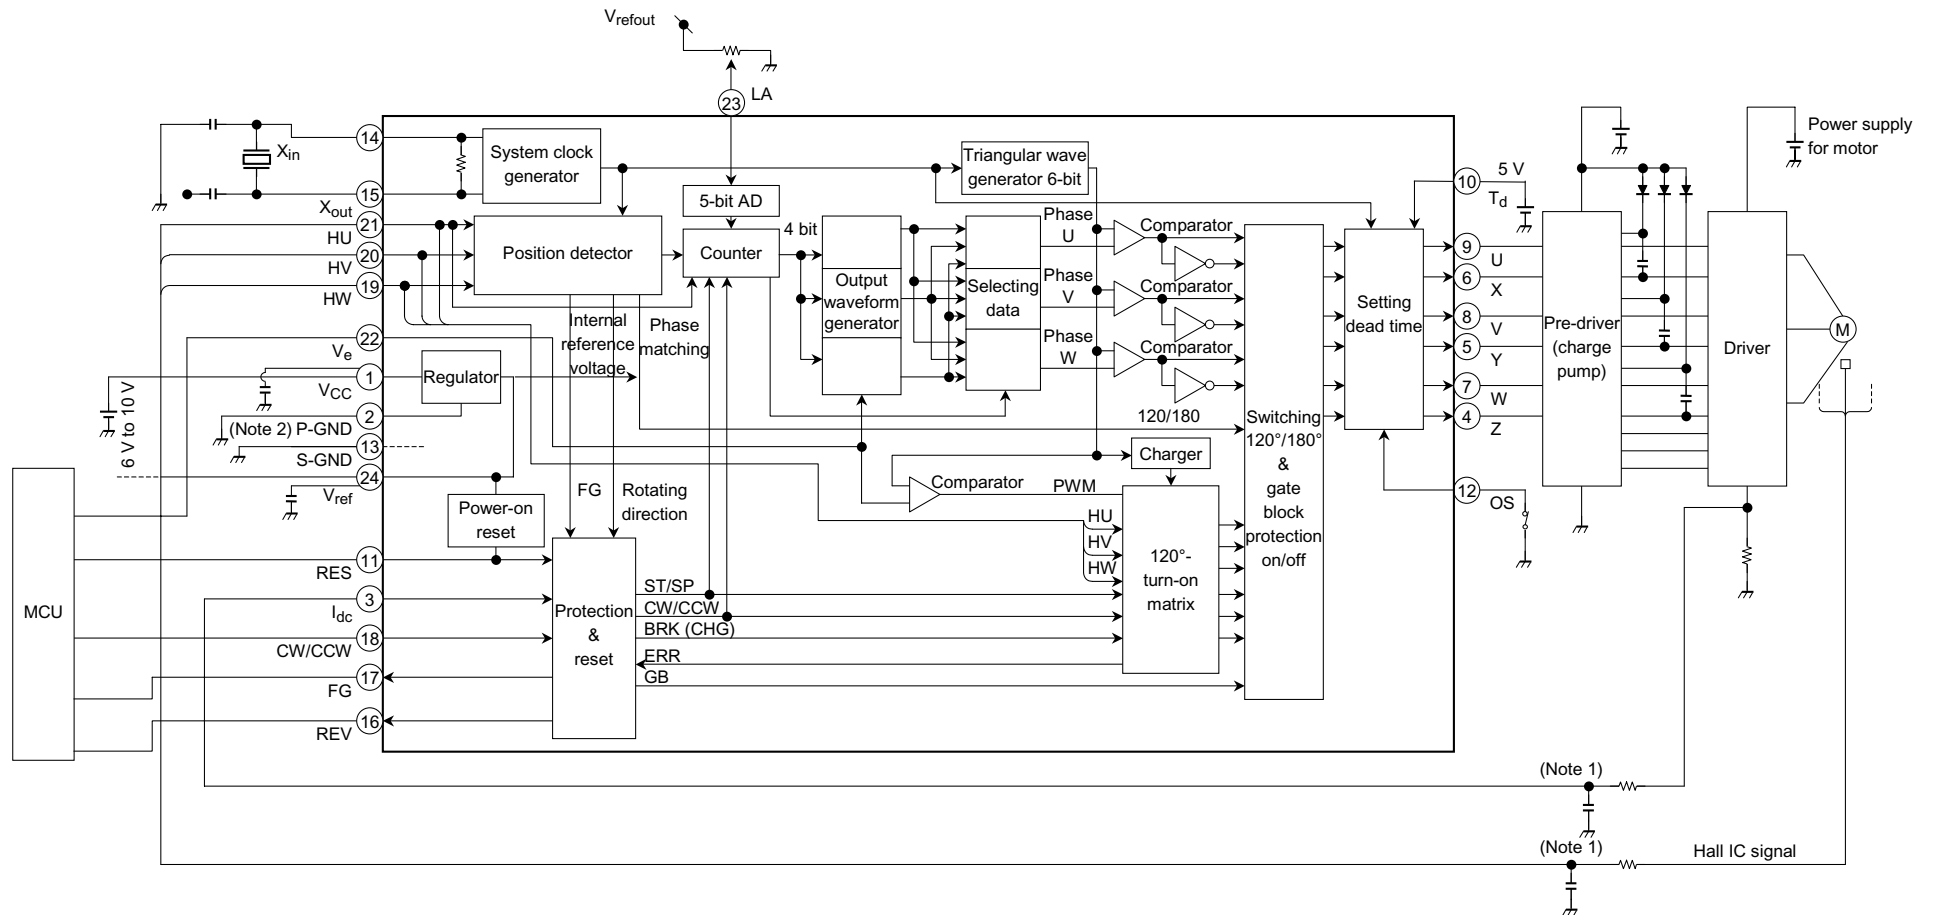 Vrefout
23
LA
14
Xin
15
Xout
21
HU
20
HV
19
HW
22
Ve
1
VCC
2
(Note 2) P-GND
13
S-GND
24
Vref
6 V to 10 V
11
RES
3
Idc
18
CW/CCW
17
FG
16
REV
MCU
System clock
generator
5-bit AD
Position detector
Counter
4 bit
Triangular wave
generator 6-bit
Output
waveform
generator
Selecting
data
Phase
U
Phase
V
Phase
W
Comparator
Comparator
Comparator
Internal
reference
voltage
Phase
matching
Regulator
120/180
Charger
Comparator
PWM
FG
Rotating
direction
Power-on
reset
Protection
&
reset
ST/SP
CW/CCW
BRK (CHG)
ERR
GB
HU
HV
HW
120°-
turn-on
matrix
Switching
120°/180°
&
gate
block
protection
on/off
Setting
dead time
10
5 V
Td
9
U
6
X
8
V
5
Y
7
W
4
Z
12
OS
Pre-driver
(charge
pump)
Driver
Power supply
for motor
M
(Note 1)
(Note 1)
Hall IC signal